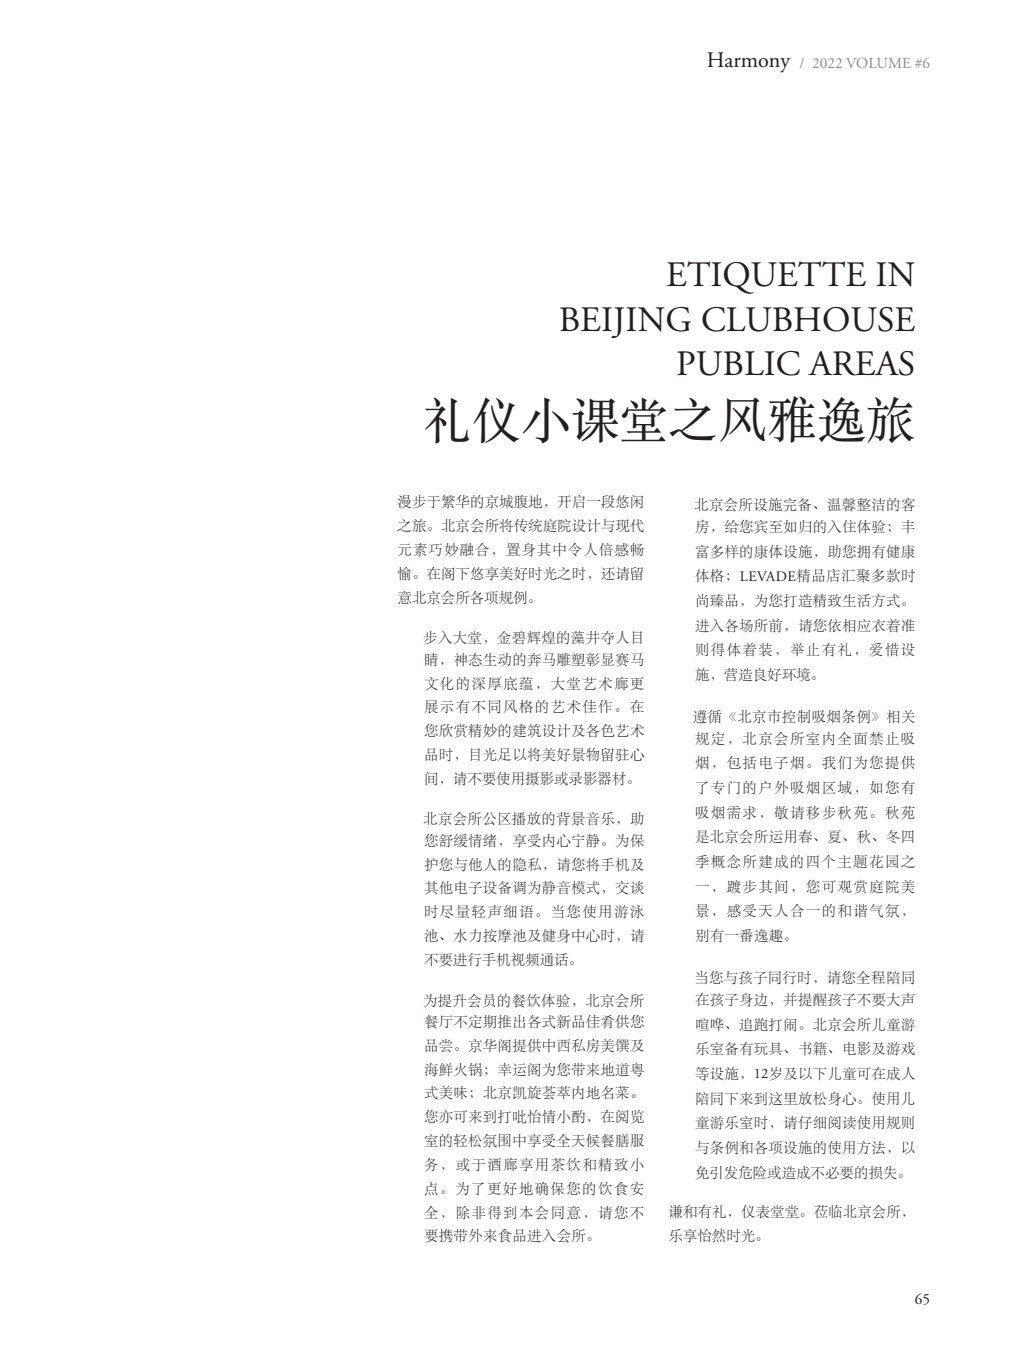 Harmony / 2022 VOLUME #6
ETIQUETTE IN
BEIJING CLUBHOUSE
PUBLIC AREAS
礼仪小课堂之风雅逸旅
漫步于繁华的京城腹地，开启一段悠闲
之旅。北京会所将传统庭院设计与现代
元素巧妙融合，置身其中令人倍感畅
愉。在阁下悠享美好时光之时，还请留
意北京会所各项规例。
步入大堂，金碧辉煌的藻井夺人目
睛，神态生动的奔马雕塑彰显赛马
文化的深厚底蕴，大堂艺术廊更
展示有不同风格的艺术佳作。在
您欣赏精妙的建筑设计及各色艺术
品时，目光足以将美好景物留驻心
间，请不要使用摄影或录影器材。
北京会所公区播放的背景音乐，助
您舒缓情绪，享受内心宁静。为保
护您与他人的隐私，请您将手机及
其他电子设备调为静音模式，交谈
时尽量轻声细语。当您使用游泳
池、水力按摩池及健身中心时，请
不要进行手机视频通话。
为提升会员的餐饮体验，北京会所
餐厅不定期推出各式新品佳肴供您
品尝。京华阁提供中西私房美馔及
海鲜火锅；幸运阁为您带来地道粤
式美味；北京凯旋荟萃内地名菜。
您亦可来到打吡怡情小酌，在阅览
室的轻松氛围中享受全天候餐膳服
务，或于酒廊享用茶饮和精致小
点。为了更好地确保您的饮食安
全，除非得到本会同意，请您不
要携带外来食品进入会所。
北京会所设施完备、温馨整洁的客
房，给您宾至如归的入住体验；丰
富多样的康体设施，助您拥有健康
体格；LEVADE精品店汇聚多款时
尚臻品，为您打造精致生活方式。
进入各场所前，请您依相应衣着准
则得体着装，举止有礼，爱惜设
施，营造良好环境。
遵循《北京市控制吸烟条例》相关
规定，北京会所室内全面禁止吸
烟，包括电子烟。我们为您提供
了专门的户外吸烟区域，如您有
吸烟需求，敬请移步秋苑。秋苑
是北京会所运用春、夏、秋、冬四
季概念所建成的四个主题花园之
一，踱步其间，您可观赏庭院美
景，感受天人合一的和谐气氛，
别有一番逸趣。
当您与孩子同行时，请您全程陪同
在孩子身边，并提醒孩子不要大声
喧哗、追跑打闹。北京会所儿童游
乐室备有玩具、书籍、电影及游戏
等设施，12岁及以下儿童可在成人
陪同下来到这里放松身心。使用儿
童游乐室时，请仔细阅读使用规则
与条例和各项设施的使用方法，以
免引发危险或造成不必要的损失。
谦和有礼，仪表堂堂。莅临北京会所，
乐享怡然时光。
65